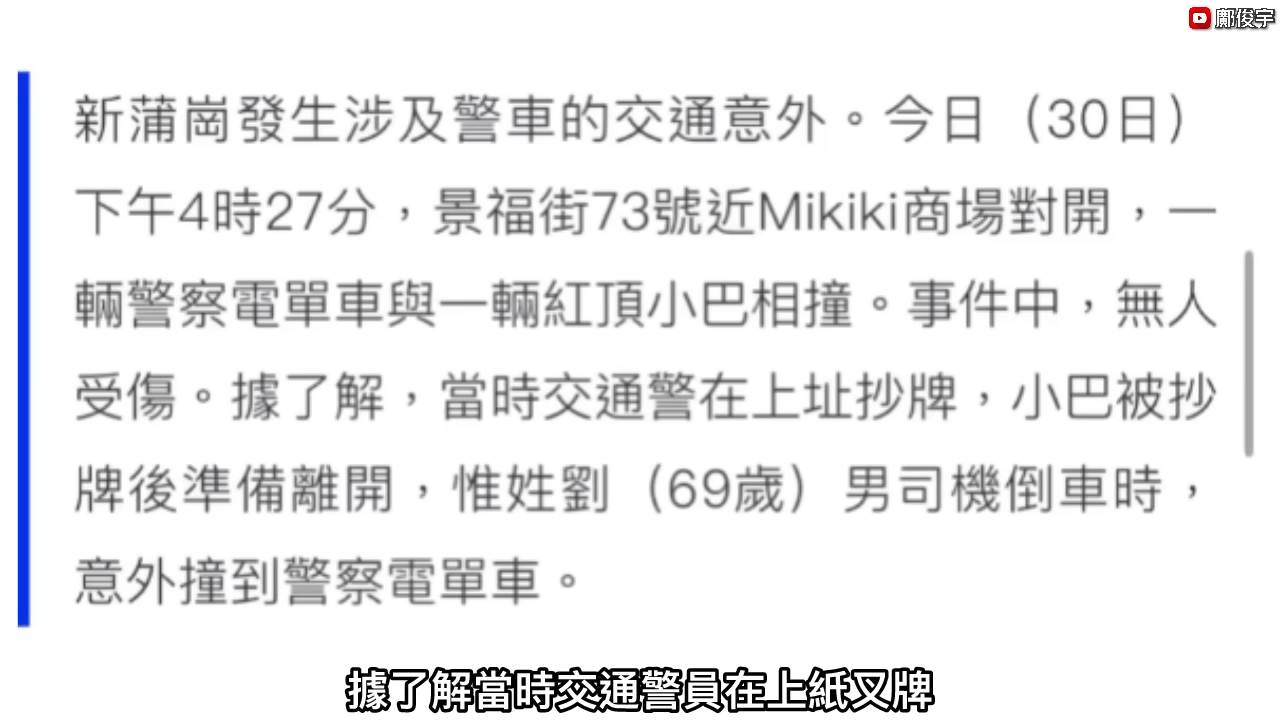 鄺俊宇
新蒲崗發生涉及警車的交通意外。今日（30日）
下午4時27分，景福街73號近Mikiki商場對開，一
輛警察電單車與一輛紅頂小巴相撞。事件中，無人
受傷。據了解，當時交通警在上址抄牌，小巴被抄
牌後準備離開，惟姓劉（69歲）男司機倒車時，
意外撞到警察電單車。
據了解當時交通警員在上紙又牌